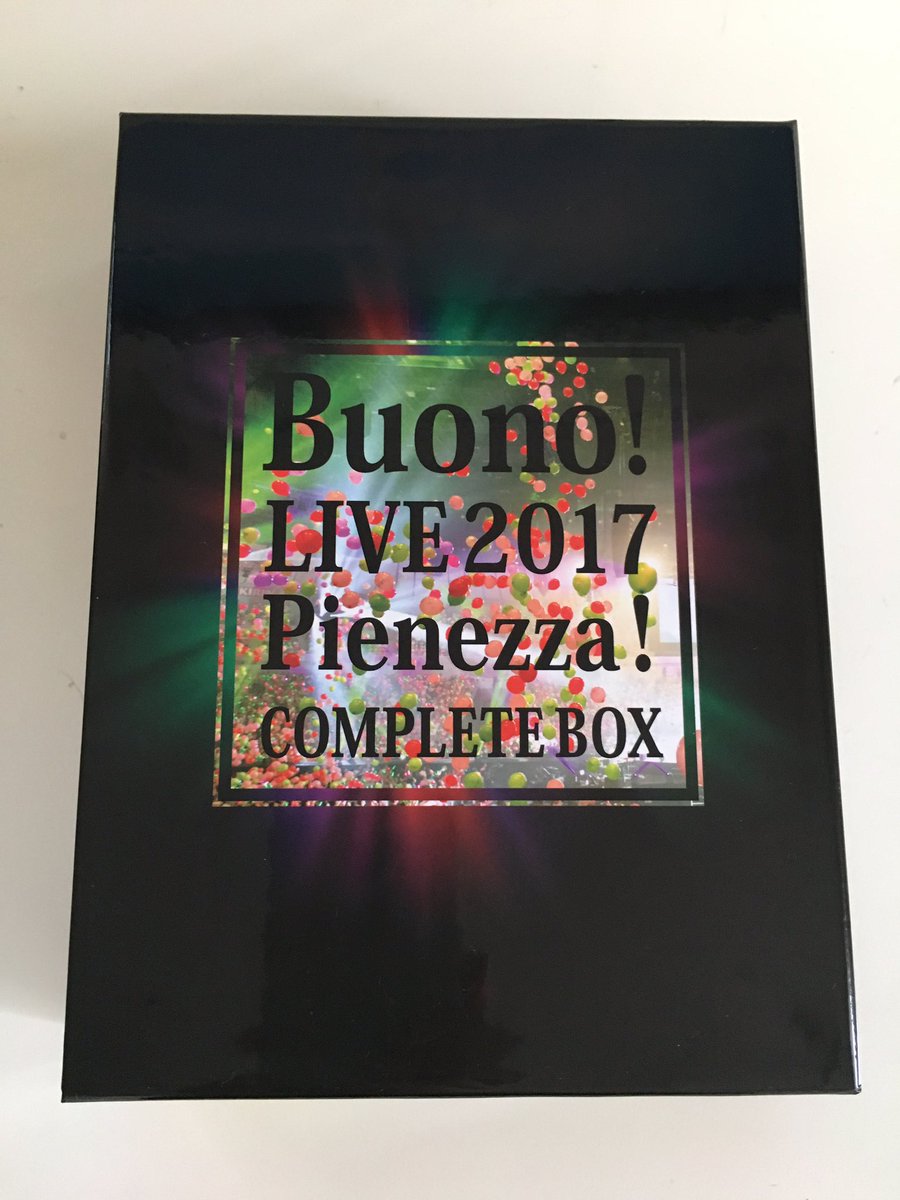 Buono!
LIVE 2017
Pienezza!
COMPLETE BOX